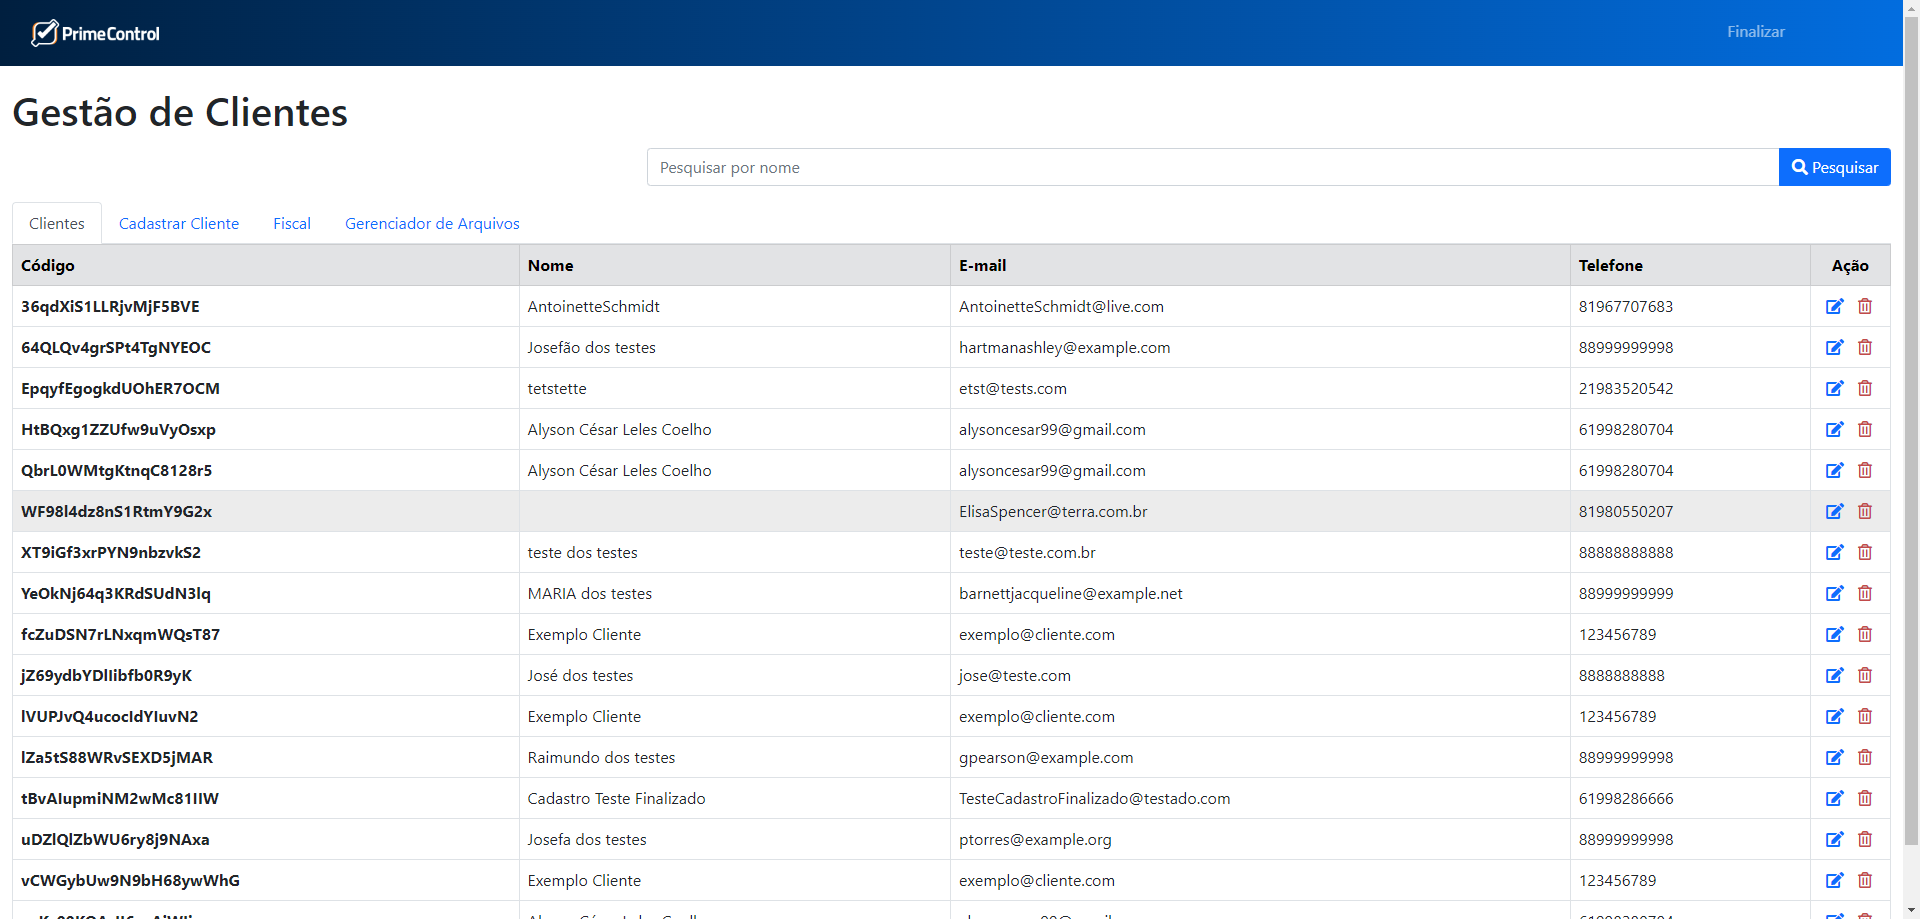 PrimeControl
Finalizar
Gestão de Clientes
Pesquisar por nome
Pesquisar
Clientes Cadastrar Cliente Fiscal Gerenciador de Arquivos
Código Nome E-mail Telefone Ação
36qdXiS1LLRjvMjF5BVE AntoinetteSchmidt AntoinetteSchmidt@live.com 81967707683
64QLQv4grSPt4TgNYEOC Josefão dos testes hartmanashley@example.com 88999999998
EpqyfEgogkdUOhER7OCM tetstette etst@tests.com 21983520542
HtBQxg1ZZUfw9uVyOsxp Alyson César Leles Coelho alysoncesar99@gmail.com 61998280704
QbrL0WMtgKtnqC8128r5 Alyson César Leles Coelho alysoncesar99@gmail.com 61998280704
WF98l4dz8nS1RtmY9G2x ElisaSpencer@terra.com.br 81980550207
XT9iGf3xrPYN9nbzvkS2 teste dos testes teste@teste.com.br 88888888888
YeOkNj64q3KRdSUdN3lq MARIA dos testes barnettjacqueline@example.net 88999999999
fcZuDSN7rLNxqmWQsT87 Exemplo Cliente exemplo@cliente.com 123456789
jZ69ydbYDlIibfb0R9yK José dos testes jose@teste.com 8888888888
lVUPJvQ4ucocIdYIuvN2 Exemplo Cliente exemplo@cliente.com 123456789
lZa5tS88WRvSEXD5jMAR Raimundo dos testes gpearson@example.com 88999999998
tBvAIupmiNM2wMc81IIW Cadastro Teste Finalizado TesteCadastroFinalizado@testado.com 61998286666
uDZlQlZbWU6ry8j9NAxa Josefa dos testes ptorres@example.org 88999999998
vCWGybUw9N9bH68ywWhG Exemplo Cliente exemplo@cliente.com 123456789